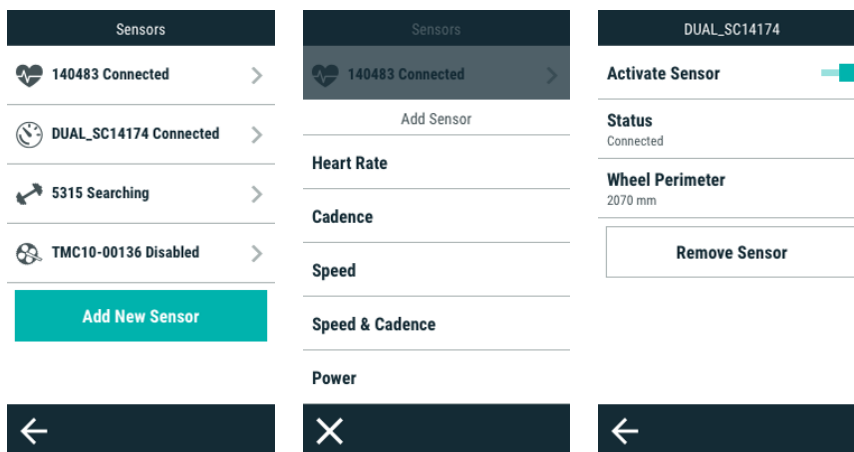 Sensors
140483 Connected
DUAL_SC14174 Connected
5315 Searching
TMC10-00136 Disabled
Add New Sensor
Sensors
140483 Connected
Add Sensor
Heart Rate
Cadence
Speed
Speed & Cadence
Power
DUAL_SC14174
Activate Sensor
Status
Connected
Wheel Perimeter
2070 mm
Remove Sensor